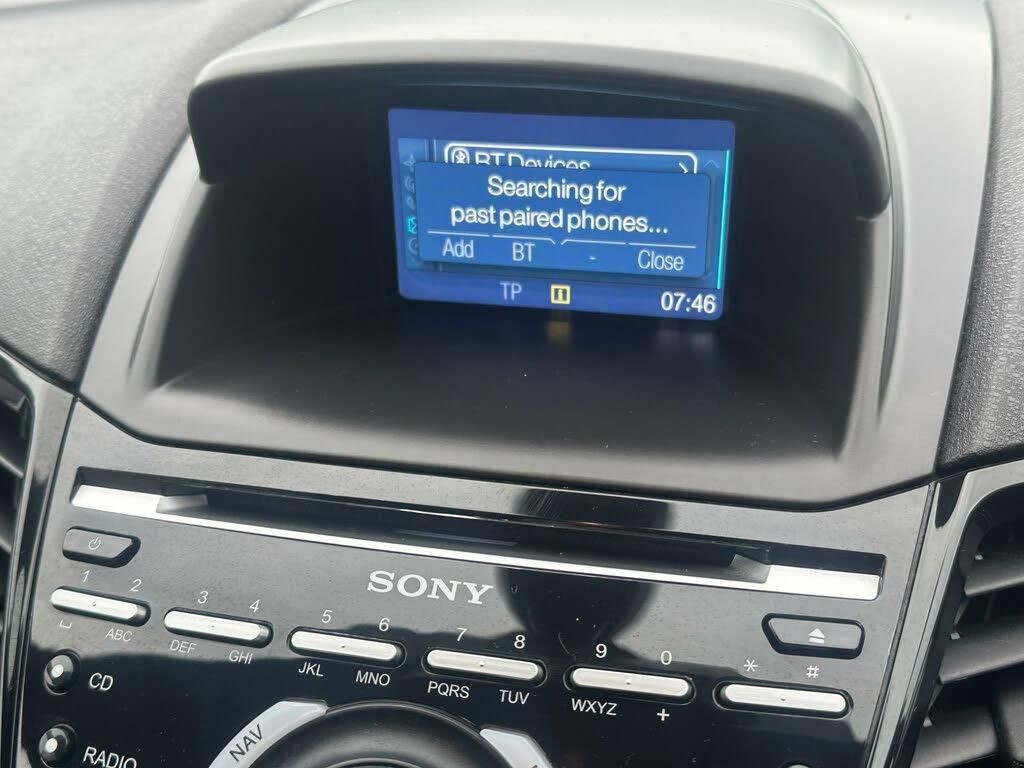 BT Devices
Searching for
past paired phones...
Add BT - Close
TP 07:46
SONY
1 2 3 4 5 6 7 8 9 0 * #
ABC DEF GHI JKL MNO PQRS TUV WXYZ +
CD
NAV
RADIO